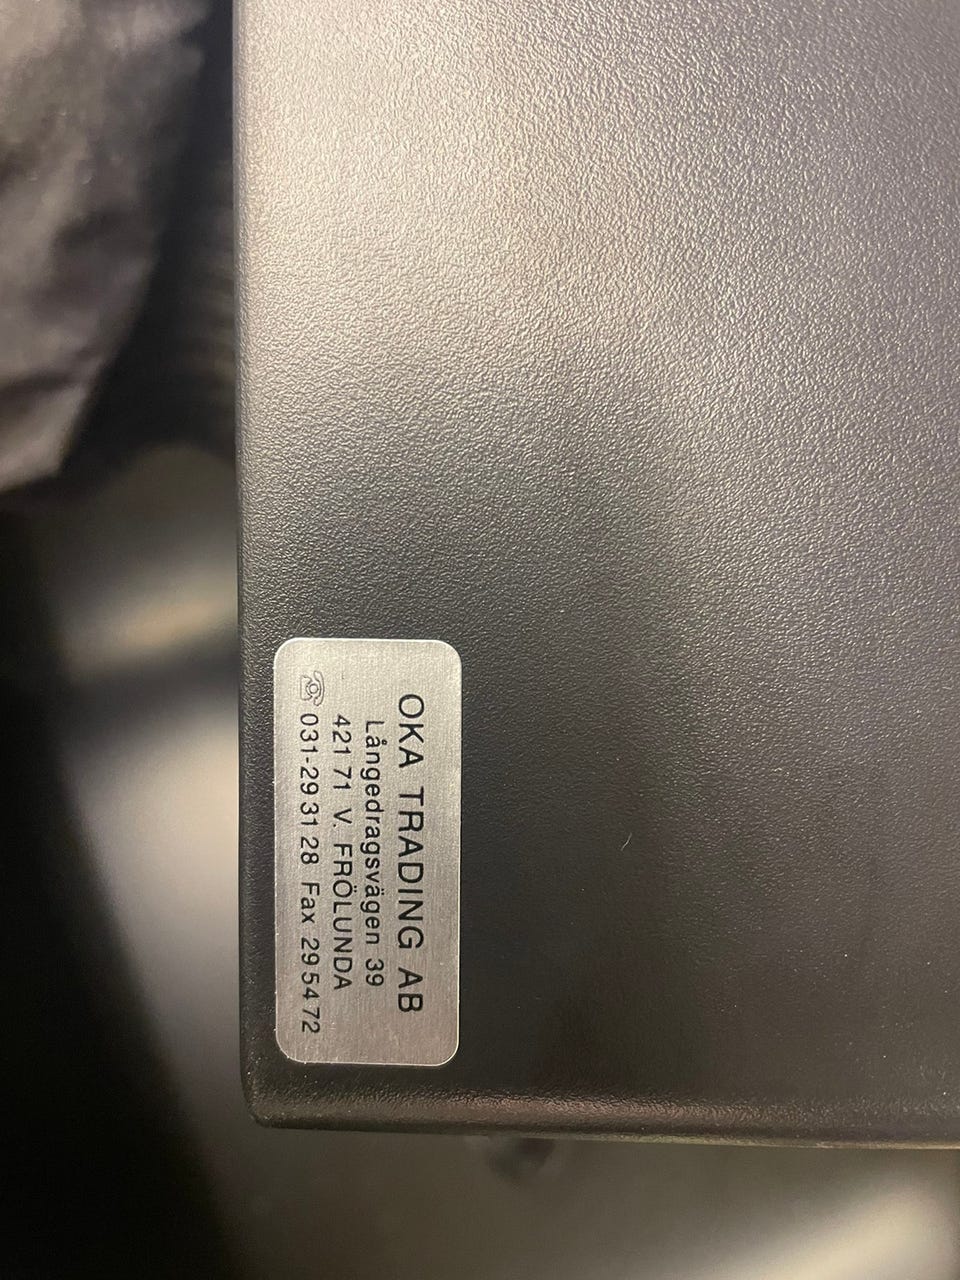 OKA TRADING AB
Långedragsvägen 39
421 71 V. FRÖLUNDA
☏ 031-29 31 28 Fax 29 54 72